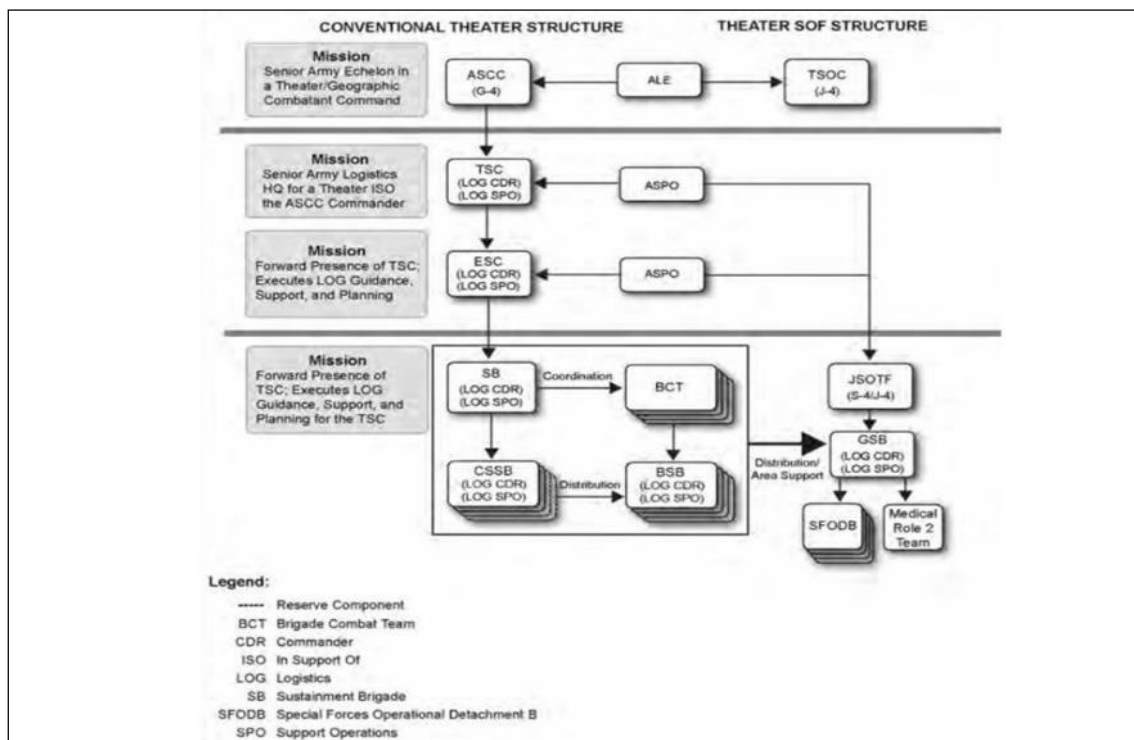 CONVENTIONAL THEATER STRUCTURE
THEATER SOF STRUCTURE
Mission
Senior Army Echelon in
a Theater/Geographic
Combatant Command
ASCC
(G-4)
ALE
TSOC
(J-4)
Mission
Senior Army Logistics
HQ for a Theater ISO
the ASCC Commander
TSC
(LOG CDR)
(LOG SPO)
ASPO
Mission
Forward Presence of TSC;
Executes LOG Guidance,
Support, and Planning
ESC
(LOG CDR)
(LOG SPO)
ASPO
Mission
Forward Presence of
TSC; Executes LOG
Guidance, Support, and
Planning for the TSC
SB
(LOG CDR)
(LOG SPO)
Coordination
BCT
CSSB
(LOG CDR)
(LOG SPO)
Distribution
BSB
(LOG CDR)
(LOG SPO)
Distribution/
Area Support
JSOTF
(S-4/J-4)
GSB
(LOG CDR)
(LOG SPO)
SFODB
Medical
Role 2
Team
Legend:
----- Reserve Component
BCT Brigade Combat Team
CDR Commander
ISO In Support Of
LOG Logistics
SB Sustainment Brigade
SFODB Special Forces Operational Detachment B
SPO Support Operations